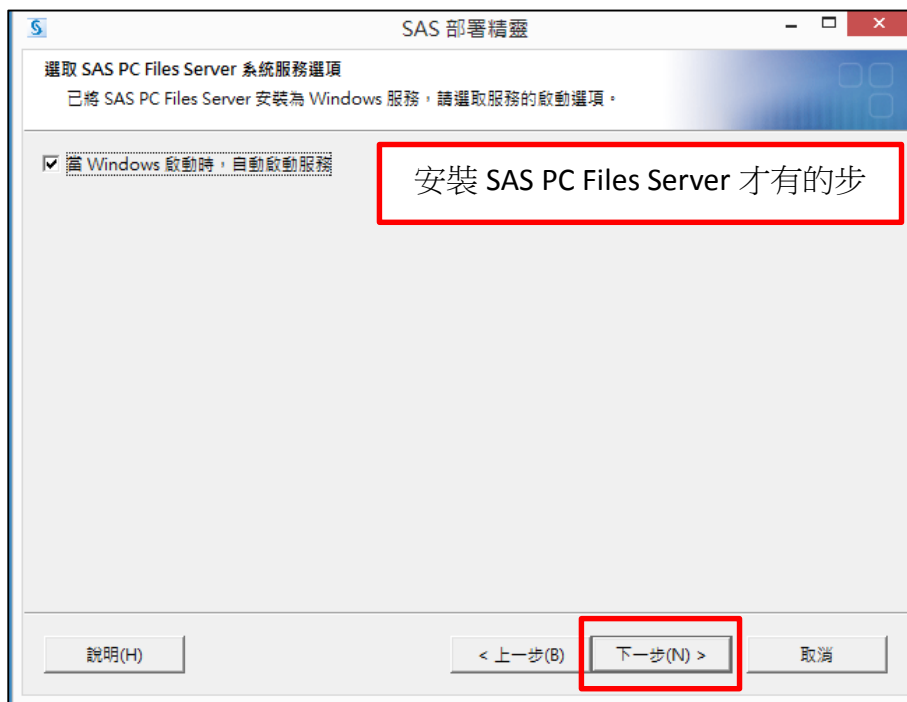 SAS 部署精靈
選取 SAS PC Files Server 系統服務選項
已將 SAS PC Files Server 安裝為 Windows 服務，請選取服務的啟動選項。
當 Windows 啟動時，自動啟動服務
安裝 SAS PC Files Server 才有的步
說明(H)
< 上一步(B)
下一步(N) >
取消